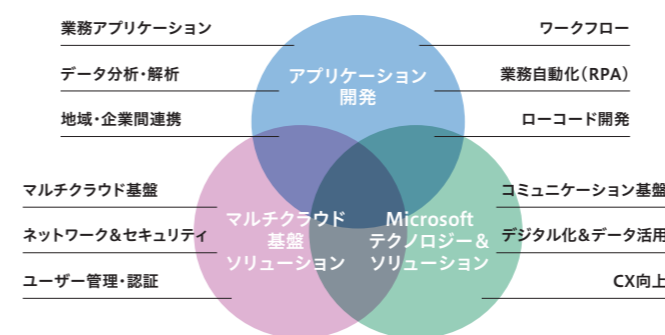 業務アプリケーション
データ分析・解析
地域・企業間連携
ワークフロー
業務自動化(RPA)
ローコード開発
アプリケーション
開発
マルチクラウド基盤
ネットワーク&セキュリティ
ユーザー管理・認証
マルチクラウド
基盤
ソリューション
Microsoft
テクノロジー&
ソリューション
コミュニケーション基盤
デジタル化&データ活用
CX向上